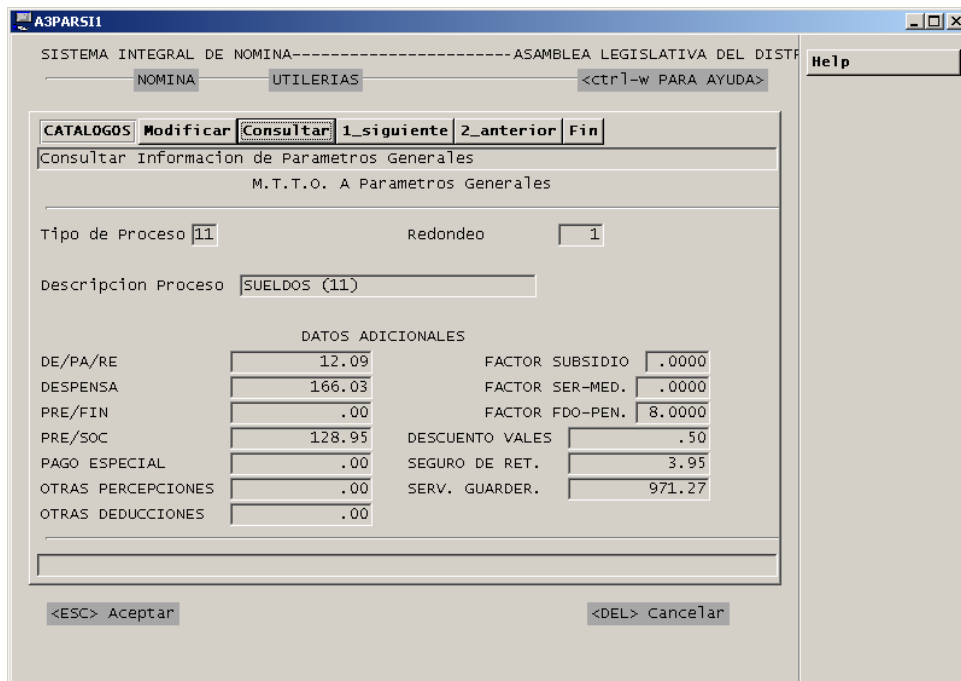 A3PARSI1
SISTEMA INTEGRAL DE NOMINA-----------------------ASAMBLEA LEGISLATIVA DEL DISTR
Help
NOMINA UTILERIAS <ctrl-w PARA AYUDA>
CATALOGOS Modificar Consultar 1_siguiente 2_anterior Fin
Consultar Informacion de Parametros Generales
M.T.T.O. A Parametros Generales
Tipo de Proceso 11 Redondeo 1
Descripcion Proceso SUELDOS (11)
DATOS ADICIONALES
DE/PA/RE 12.09 FACTOR SUBSIDIO .0000
DESPENSA 166.03 FACTOR SER-MED. .0000
PRE/FIN .00 FACTOR FDO-PEN. 8.0000
PRE/SOC 128.95 DESCUENTO VALES .50
PAGO ESPECIAL .00 SEGURO DE RET. 3.95
OTRAS PERCEPCIONES .00 SERV. GUARDER. 971.27
OTRAS DEDUCCIONES .00
<ESC> Aceptar <DEL> Cancelar